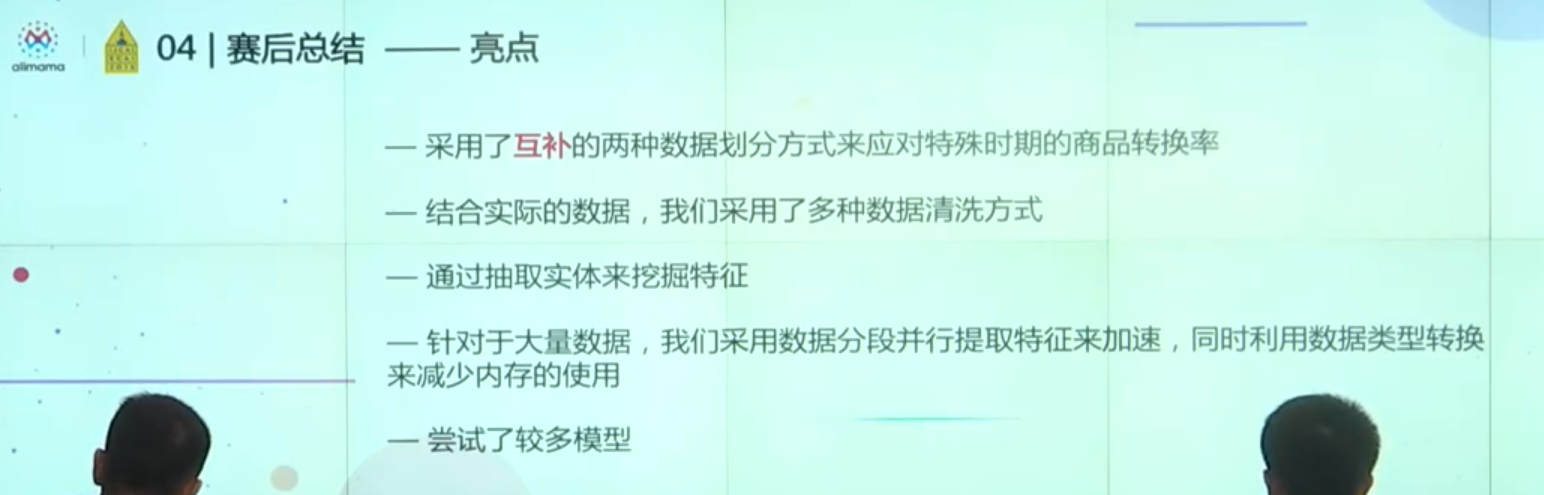 alimama
04 | 赛后总结 —— 亮点
— 采用了互补的两种数据划分方式来应对特殊时期的商品转换率
— 结合实际的数据，我们采用了多种数据清洗方式
— 通过抽取实体来挖掘特征
— 针对于大量数据，我们采用数据分段并行提取特征来加速，同时利用数据类型转换
来减少内存的使用
— 尝试了较多模型